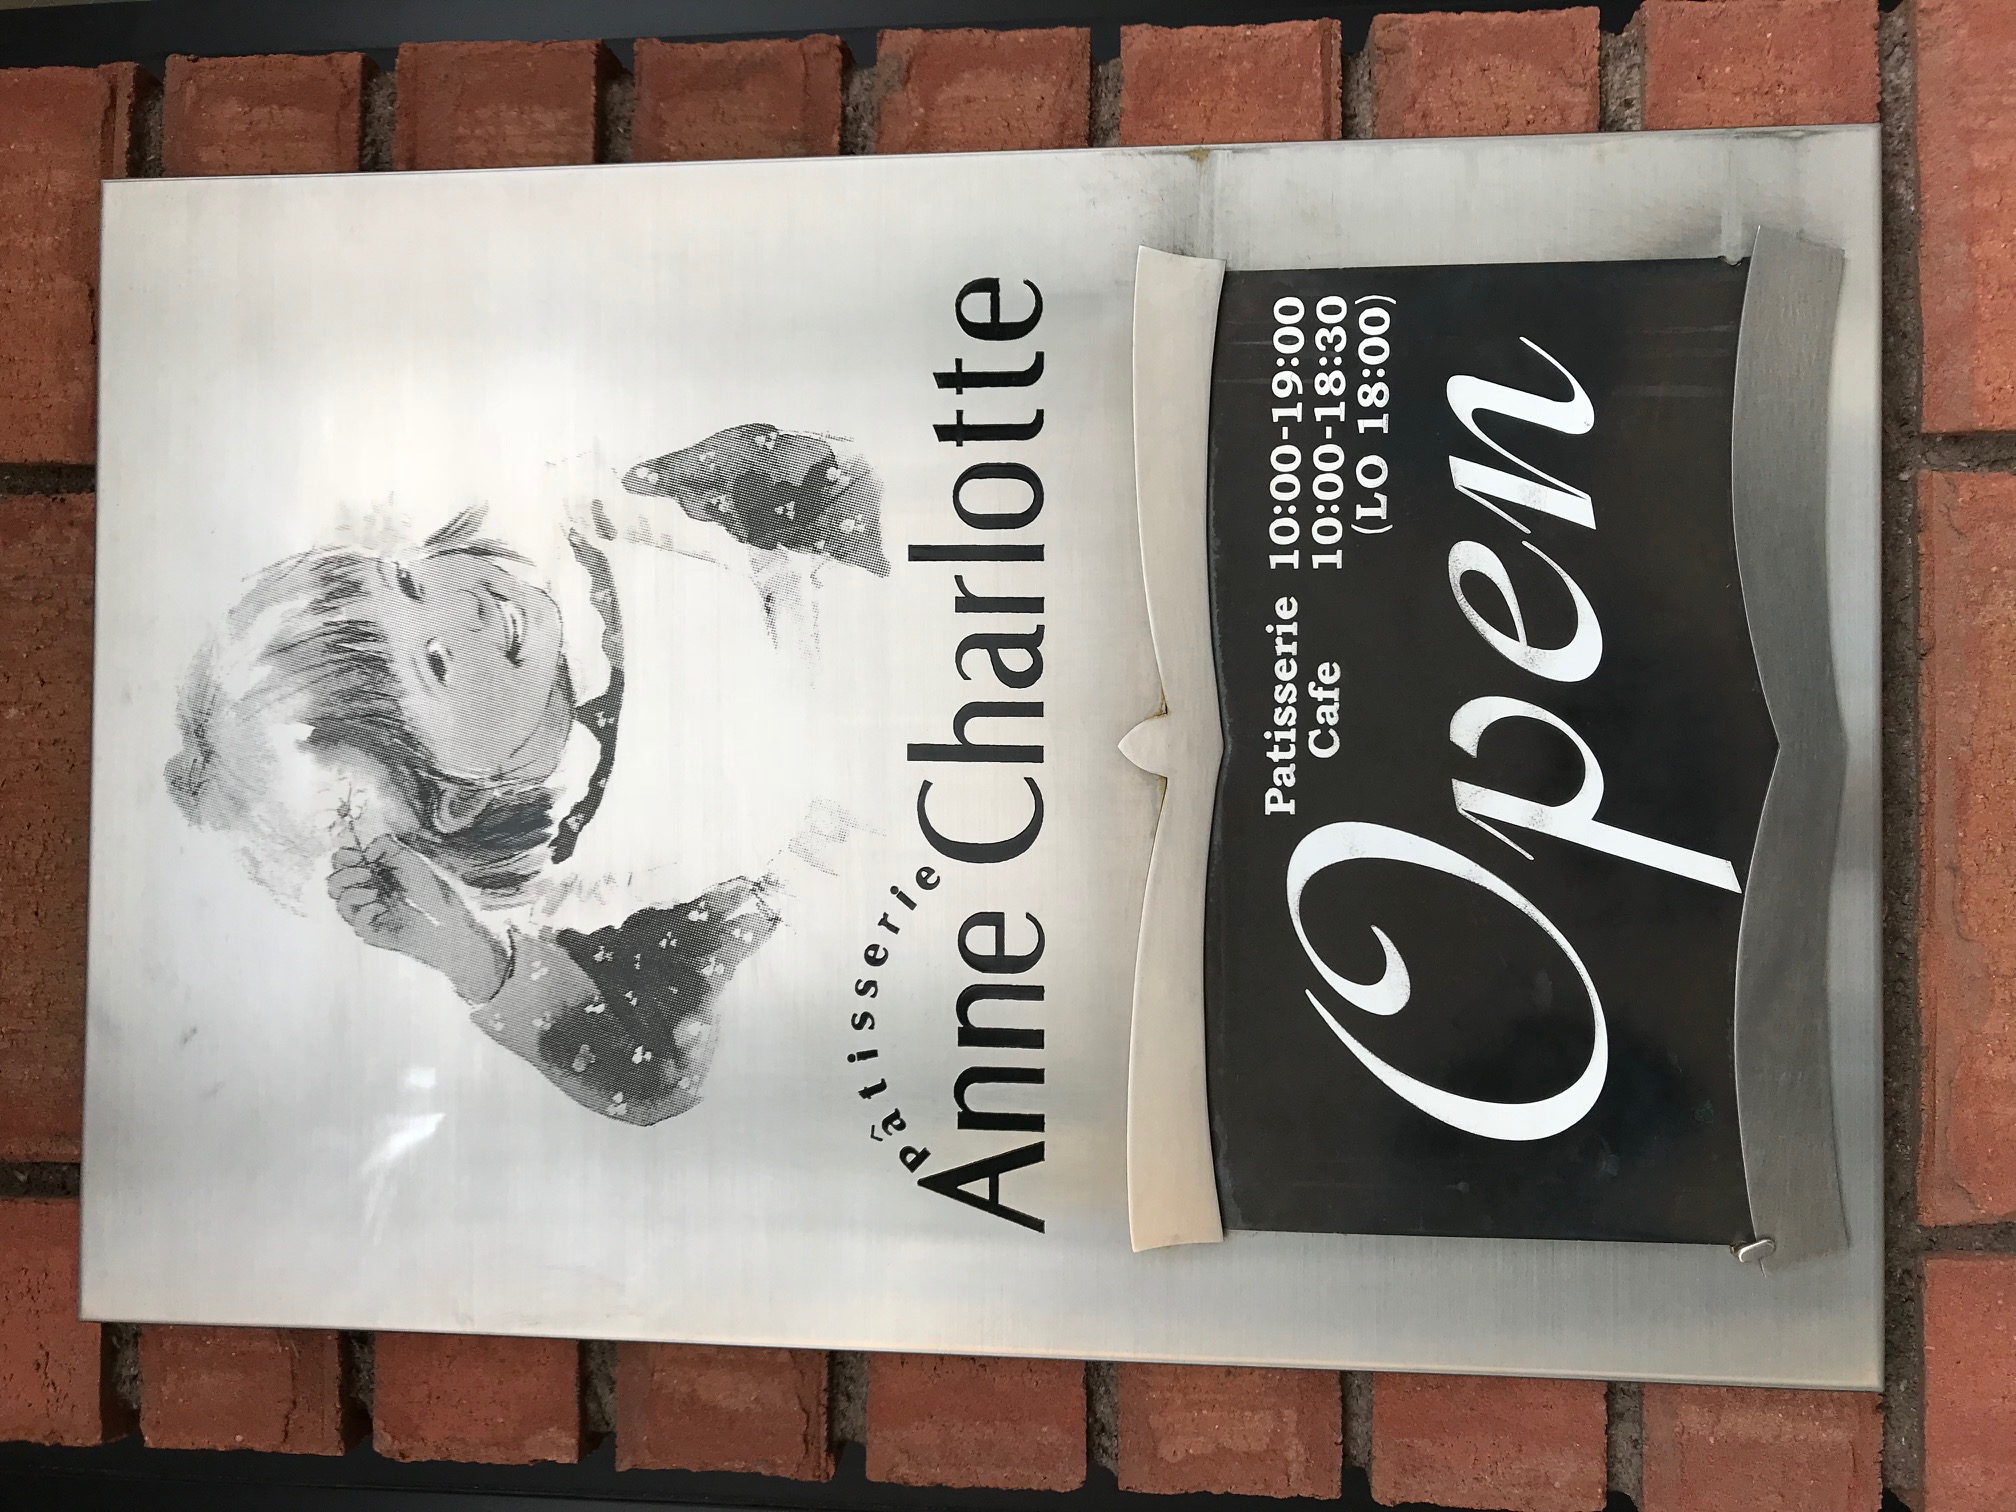 Pâtisserie
Anne Charlotte
Patisserie 10:00-19:00
Cafe 10:00-18:30
(LO 18:00)
Open